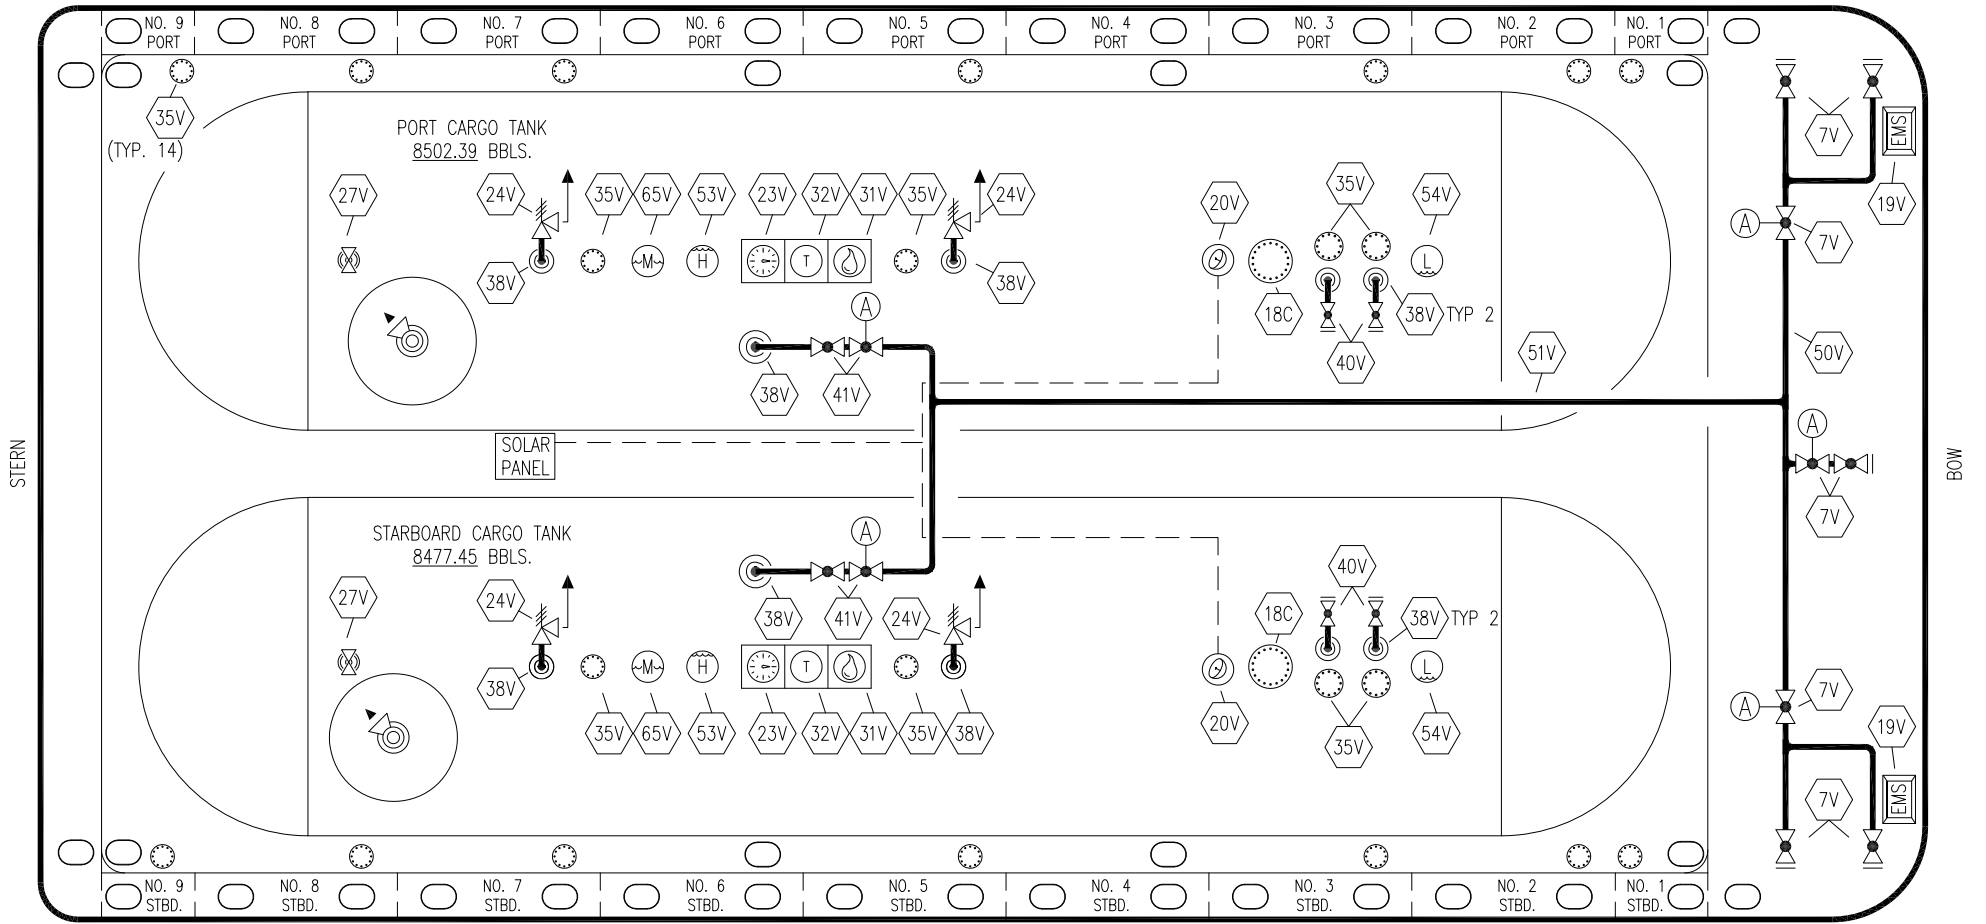 NO. 9 NO. 8 NO. 7 NO. 6 NO. 5 NO. 4 NO. 3 NO. 2 NO. 1
PORT PORT PORT PORT PORT PORT PORT PORT PORT
35V
(TYP. 14)
PORT CARGO TANK
8502.39 BBLS.
7V
EMS
19V
27V 24V 35V 65V 53V 23V 32V 31V 35V 24V 20V 35V 54V
A 7V
M H T L
38V 38V 18C 38V TYP 2
A
40V
51V 50V
38V 41V
A
SOLAR
PANEL
STERN
BOW
7V
STARBOARD CARGO TANK
8477.45 BBLS.
A
40V
27V 24V 38V 41V 24V 18C 38V TYP 2
M H T L
38V
A 7V
35V 65V 53V 23V 32V 31V 35V 38V 20V 35V 54V
19V
EMS
7V
NO. 9 NO. 8 NO. 7 NO. 6 NO. 5 NO. 4 NO. 3 NO. 2 NO. 1
STBD. STBD. STBD. STBD. STBD. STBD. STBD. STBD. STBD.